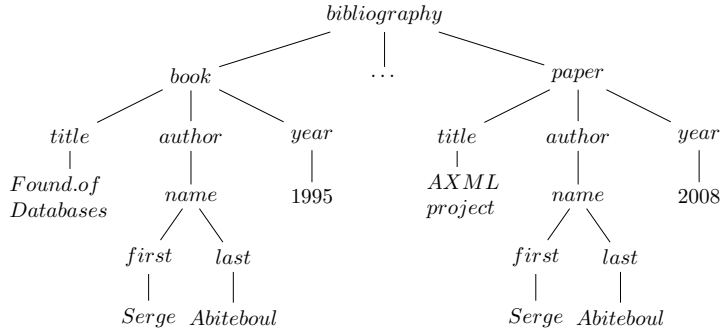 bibliography
book ... paper
title author year title author year
Found.of
Databases
name 1995
AXML
project
name 2008
first last first last
Serge Abiteboul Serge Abiteboul